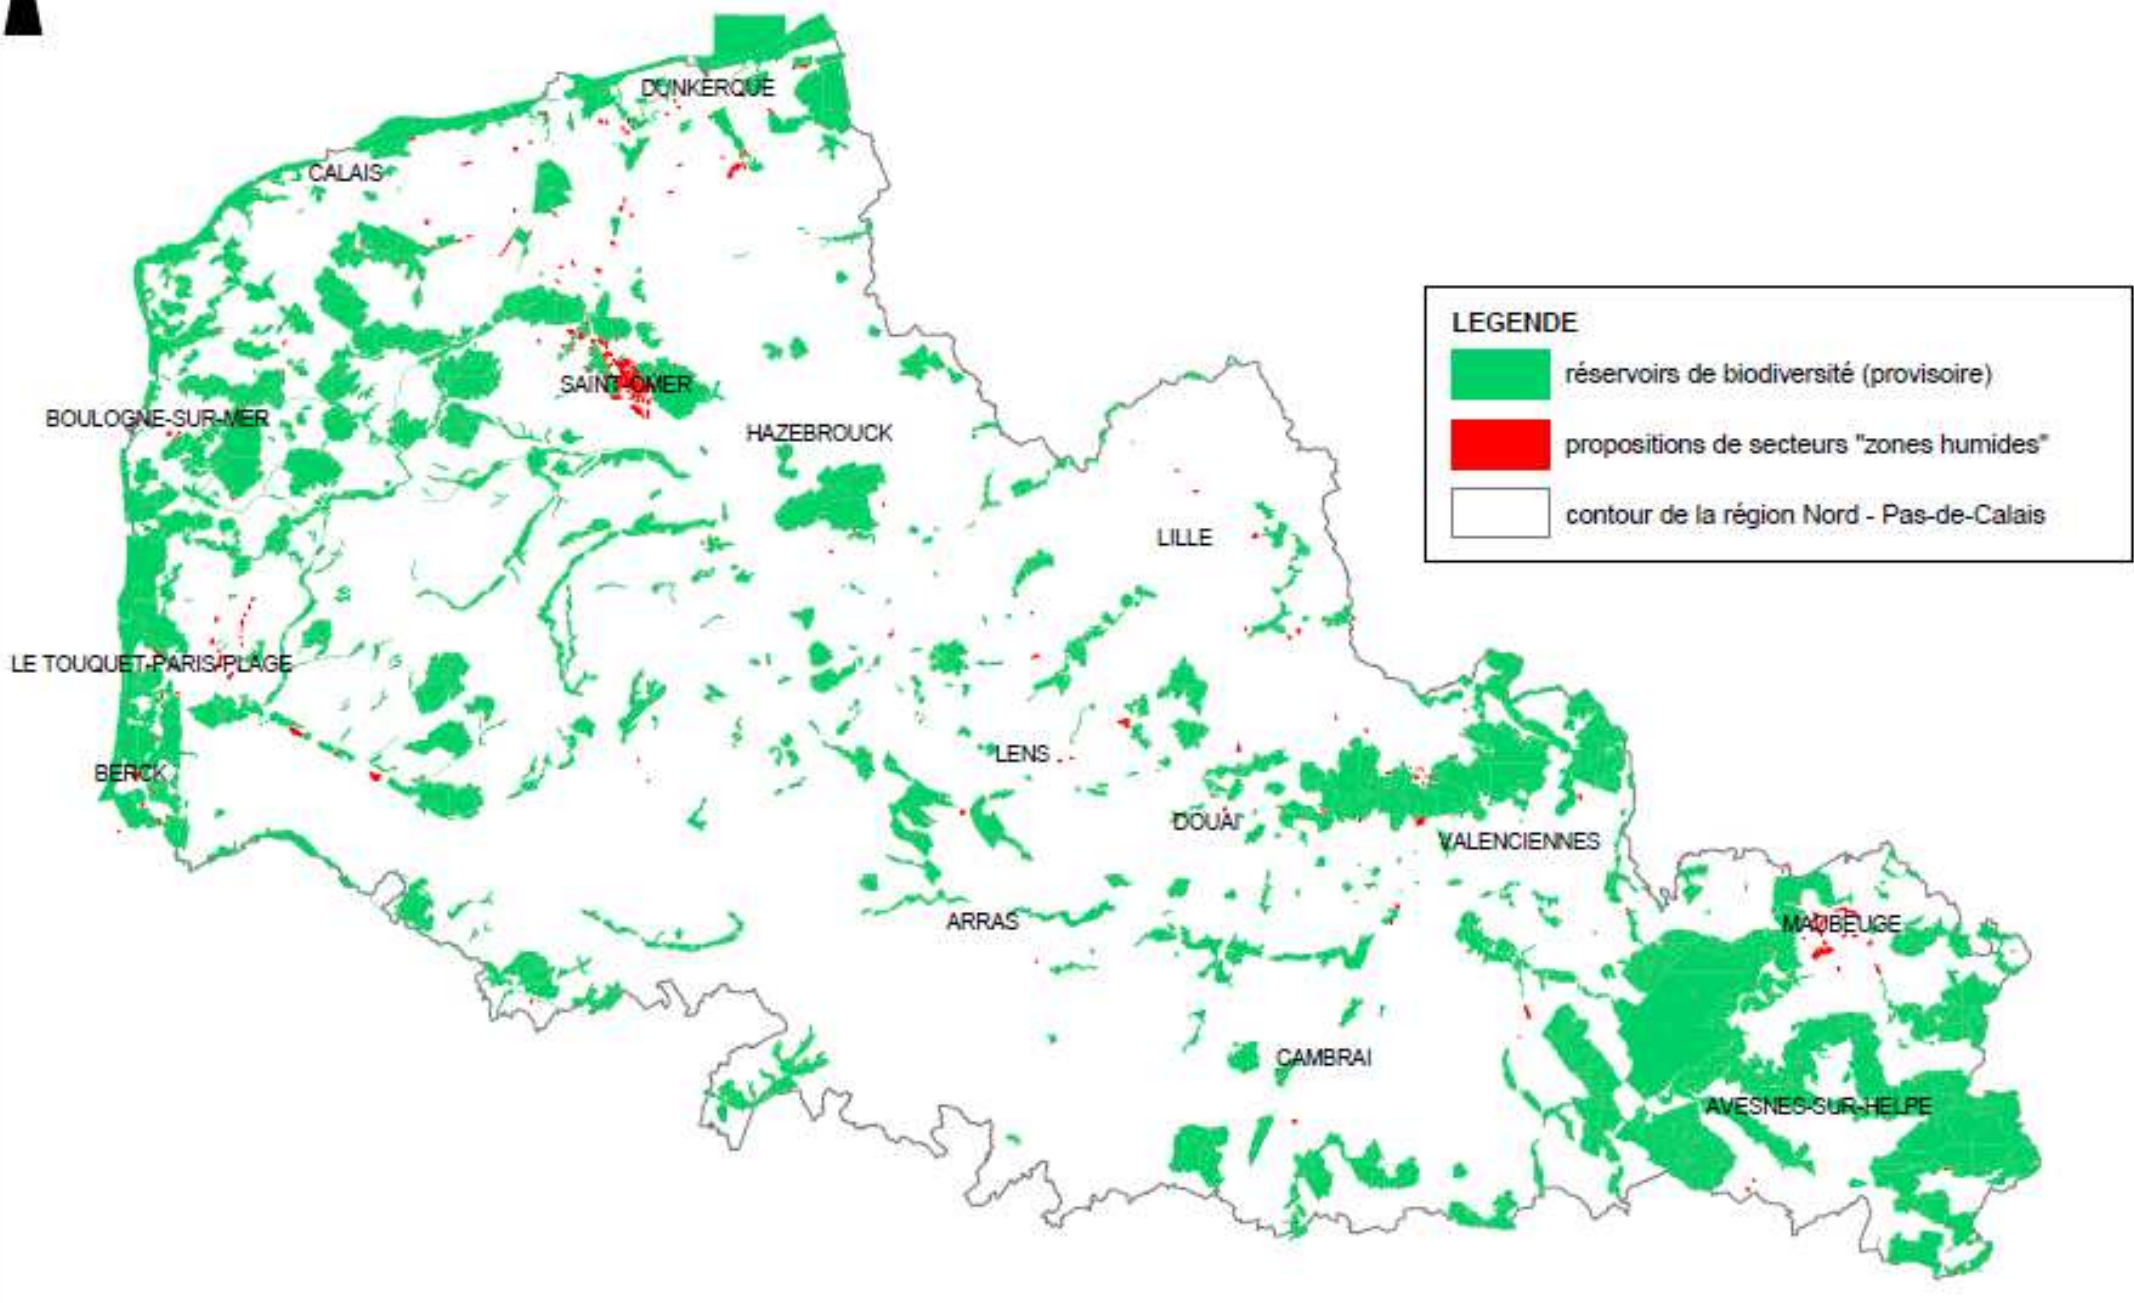 DUNKERQUE
CALAIS
LEGENDE
réservoirs de biodiversité (provisoire)
SAINT-OMER
BOULOGNE-SUR-MER
HAZEBROUCK
propositions de secteurs "zones humides"
contour de la région Nord - Pas-de-Calais
LILLE
LE TOUQUET-PARIS-PLAGE
LENS
BERCK
DOUAI
VALENCIENNES
ARRAS
MAUBEUGE
CAMBRAI
AVESNES-SUR-HELPE